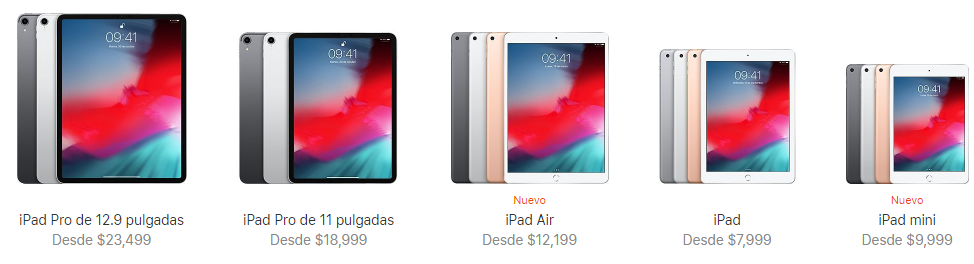 09:41
09:41
09:41
09:41
09:41
Nuevo
Nuevo
iPad Pro de 12.9 pulgadas
iPad Pro de 11 pulgadas
iPad Air
iPad
iPad mini
Desde $23,499
Desde $18,999
Desde $12,199
Desde $7,999
Desde $9,999